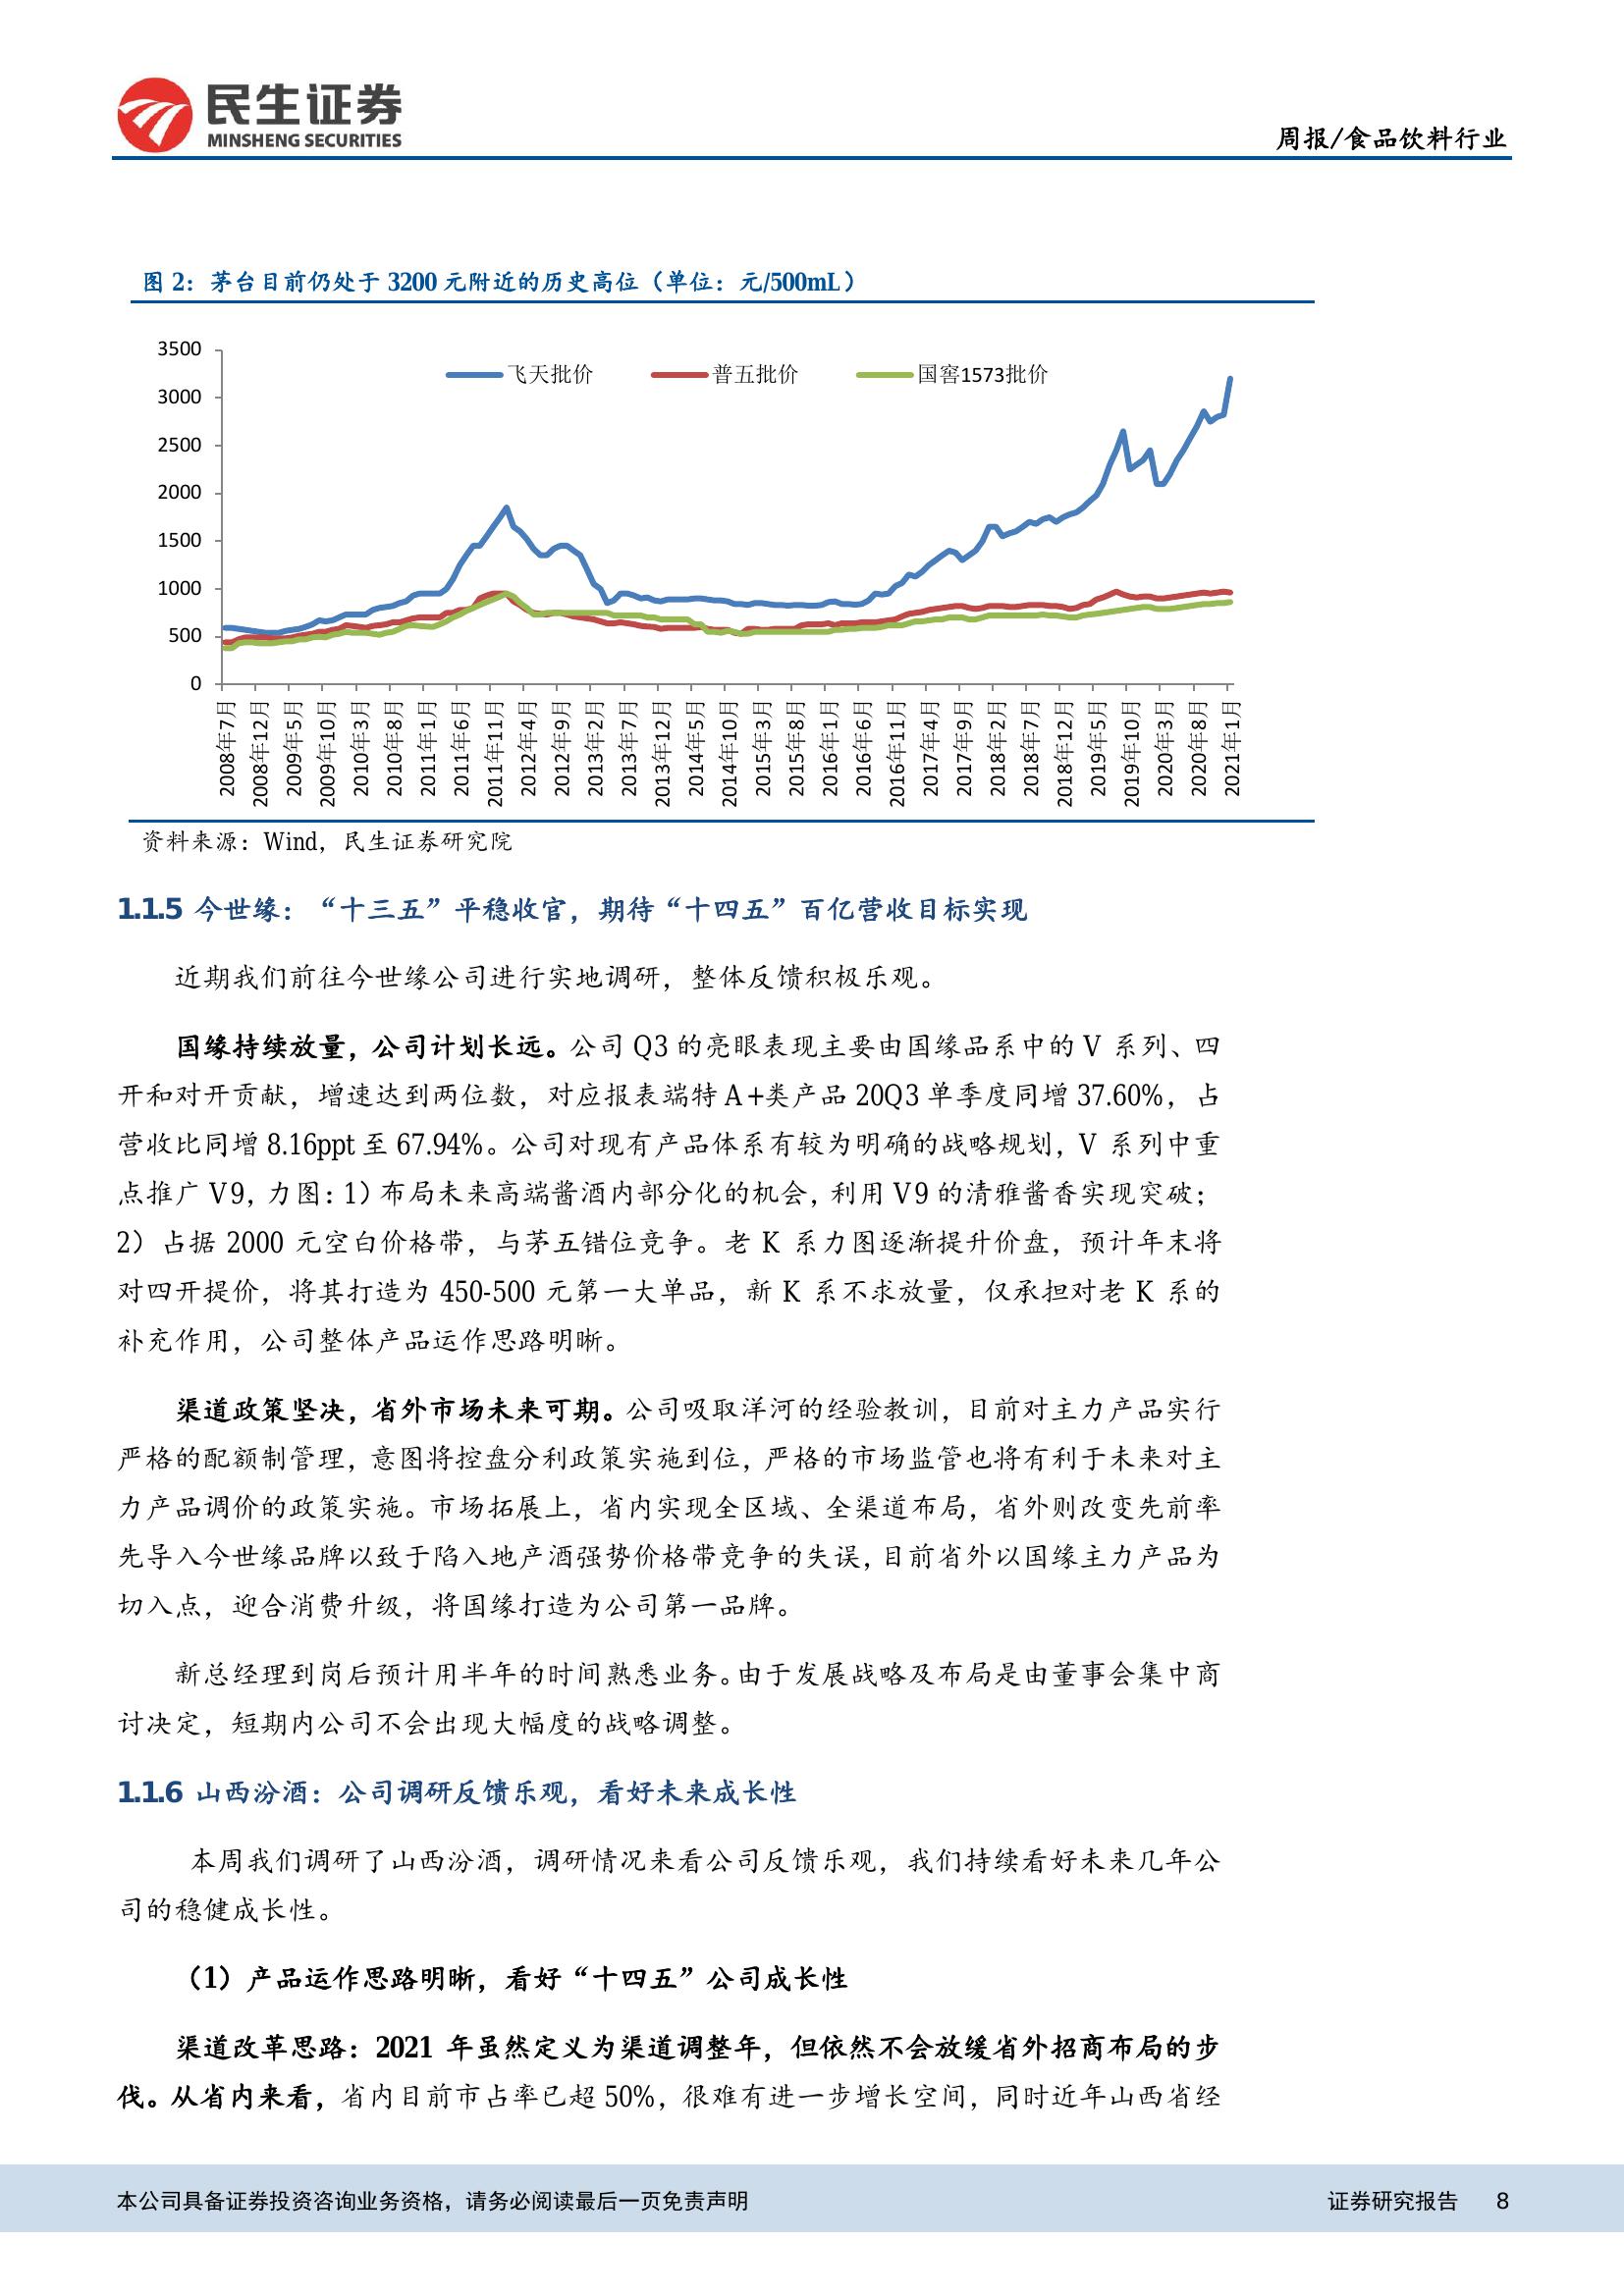 民生证券
MINSHENG SECURITIES
周报/食品饮料行业
图 2：茅台目前仍处于 3200 元附近的历史高位（单位：元/500mL）
3500
3000
2500
2000
1500
1000
500
0
飞天批价
普五批价
国窖1573批价
2008年7月
2008年12月
2009年5月
2009年10月
2010年3月
2010年8月
2011年1月
2011年6月
2011年11月
2012年4月
2012年9月
2013年2月
2013年7月
2013年12月
2014年5月
2014年10月
2015年3月
2015年8月
2016年1月
2016年6月
2016年11月
2017年4月
2017年9月
2018年2月
2018年7月
2018年12月
2019年5月
2019年10月
2020年3月
2020年8月
2021年1月
资料来源：Wind，民生证券研究院
1.1.5 今世缘：“十三五”平稳收官，期待“十四五”百亿营收目标实现
近期我们前往今世缘公司进行实地调研，整体反馈积极乐观。
国缘持续放量，公司计划长远。公司 Q3 的亮眼表现主要由国缘品系中的 V 系列、四
开和对开贡献，增速达到两位数，对应报表端特 A+类产品 20Q3 单季度同增 37.60%，占
营收比同增 8.16ppt 至 67.94%。公司对现有产品体系有较为明确的战略规划，V 系列中重
点推广 V9，力图：1）布局未来高端酱酒内部分化的机会，利用 V9 的清雅酱香实现突破；
2）占据 2000 元空白价格带，与茅五错位竞争。老 K 系力图逐渐提升价盘，预计年末将
对四开提价，将其打造为 450-500 元第一大单品，新 K 系不求放量，仅承担对老 K 系的
补充作用，公司整体产品运作思路明晰。
渠道政策坚决，省外市场未来可期。公司吸取洋河的经验教训，目前对主力产品实行
严格的配额制管理，意图将控盘分利政策实施到位，严格的市场监管也将有利于未来对主
力产品调价的政策实施。市场拓展上，省内实现全区域、全渠道布局，省外则改变先前率
先导入今世缘品牌以致于陷入地产酒强势价格带竞争的失误，目前省外以国缘主力产品为
切入点，迎合消费升级，将国缘打造为公司第一品牌。
新总经理到岗后预计用半年的时间熟悉业务。由于发展战略及布局是由董事会集中商
讨决定，短期内公司不会出现大幅度的战略调整。
1.1.6 山西汾酒：公司调研反馈乐观，看好未来成长性
本周我们调研了山西汾酒，调研情况来看公司反馈乐观，我们持续看好未来几年公
司的稳健成长性。
（1）产品运作思路明晰，看好“十四五”公司成长性
渠道改革思路：2021 年虽然定义为渠道调整年，但依然不会放缓省外招商布局的步
伐。从省内来看，省内目前市占率已超 50%，很难有进一步增长空间，同时近年山西省经
本公司具备证券投资咨询业务资格，请务必阅读最后一页免责声明
证券研究报告 8